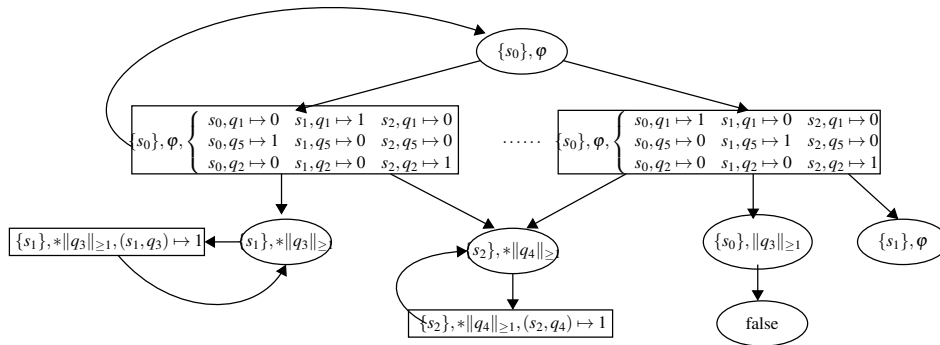 {s₀}, φ
s₀, q₁ ↦ 0 s₁, q₁ ↦ 1 s₂, q₁ ↦ 0
{s₀}, φ, { s₀, q₅ ↦ 1 s₁, q₅ ↦ 0 s₂, q₅ ↦ 0
s₀, q₂ ↦ 0 s₁, q₂ ↦ 0 s₂, q₂ ↦ 1
......
s₀, q₁ ↦ 1 s₁, q₁ ↦ 0 s₂, q₁ ↦ 0
{s₀}, φ, { s₀, q₅ ↦ 0 s₁, q₅ ↦ 1 s₂, q₅ ↦ 0
s₀, q₂ ↦ 0 s₁, q₂ ↦ 0 s₂, q₂ ↦ 1
{s₁}, *‖q₃‖≥1, (s₁, q₃) ↦ 1
{s₁}, *‖q₃‖≥1
{s₂}, *‖q₄‖≥1
{s₀}, ‖q₃‖≥1
{s₁}, φ
{s₂}, *‖q₄‖≥1, (s₂, q₄) ↦ 1
false